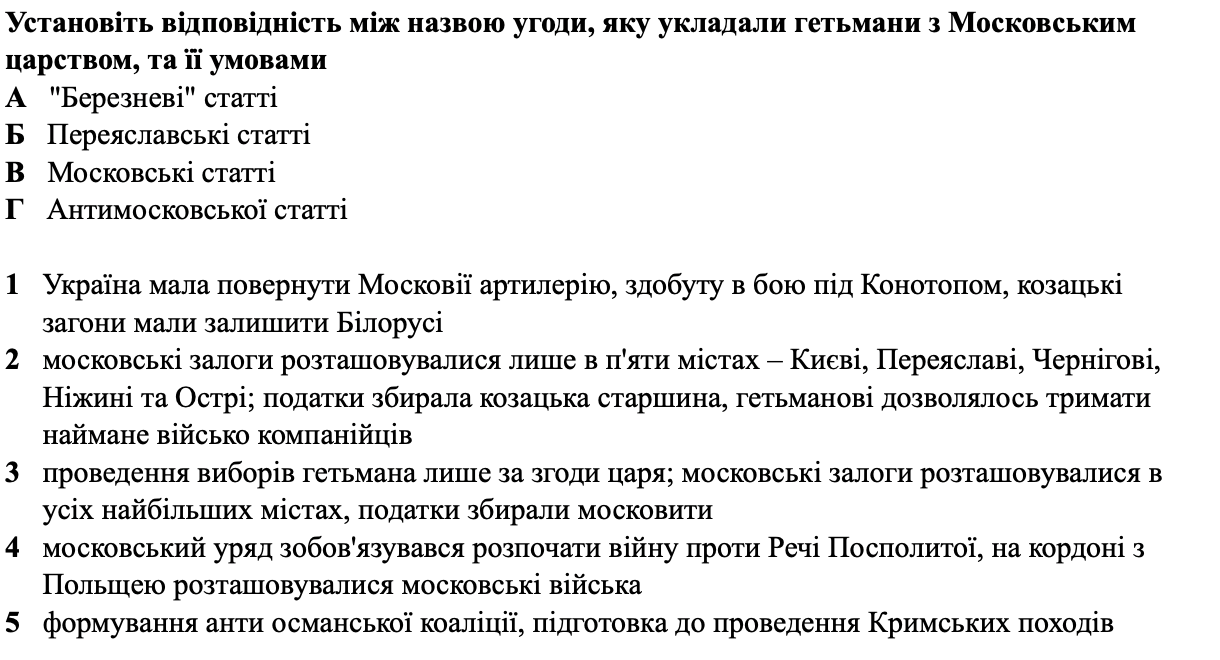 Установіть відповідність між назвою угоди, яку укладали гетьмани з Московським
царством, та її умовами
А "Березневі" статті
Б Переяславські статті
В Московські статті
Г Антимосковської статті
1 Україна мала повернути Московії артилерію, здобуту в бою під Конотопом, козацькі
загони мали залишити Білорусі
2 московські залоги розташовувалися лише в п'яти містах – Києві, Переяславі, Чернігові,
Ніжині та Острі; податки збирала козацька старшина, гетьманові дозволялось тримати
наймане військо компанійців
3 проведення виборів гетьмана лише за згоди царя; московські залоги розташовувалися в
усіх найбільших містах, податки збирали московити
4 московський уряд зобов'язувався розпочати війну проти Речі Посполитої, на кордоні з
Польщею розташовувалися московські війська
5 формування анти османської коаліції, підготовка до проведення Кримських походів